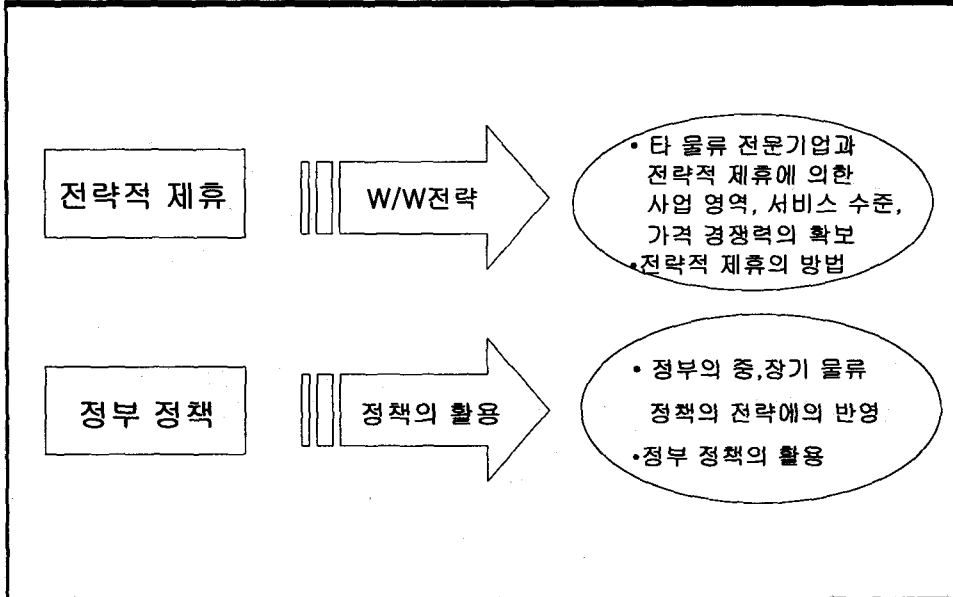 전략적 제휴
W/W전략
• 타 물류 전문기업과
전략적 제휴에 의한
사업 영역, 서비스 수준,
가격 경쟁력의 확보
•전략적 제휴의 방법
정부 정책
정책의 활용
• 정부의 중,장기 물류
정책의 전략에의 반영
•정부 정책의 활용